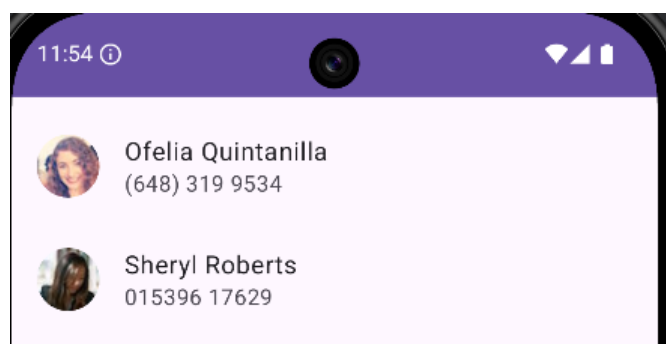 11:54
Ofelia Quintanilla
(648) 319 9534
Sheryl Roberts
015396 17629